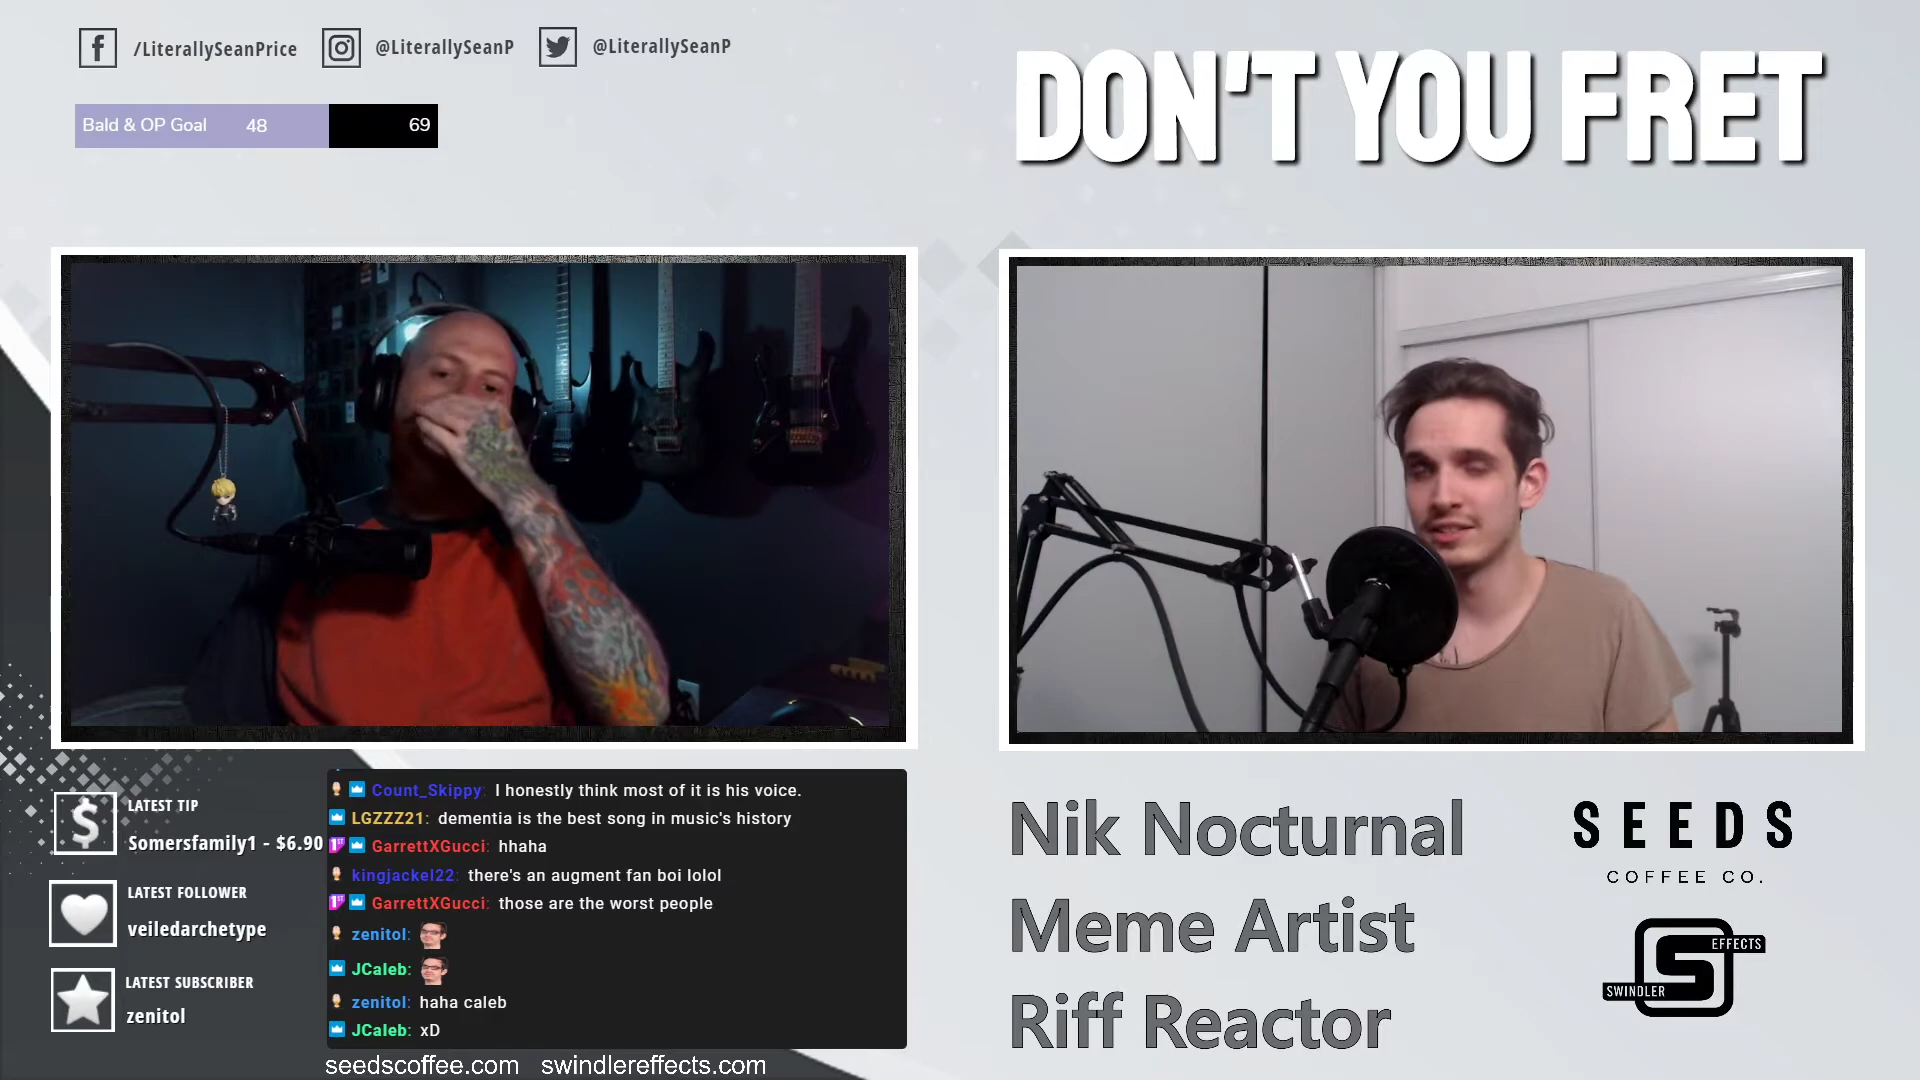 /LiterallySeanPrice
@LiterallySeanP
@LiterallySeanP
Bald & OP Goal 48 69
DON'T YOU FRET
LATEST TIP
Somersfamily1 - $6.90
LATEST FOLLOWER
veiledarchetype
LATEST SUBSCRIBER
zenitol
Count_Skippy: I honestly think most of it is his voice.
LGZZZ21: dementia is the best song in music's history
GarrettXGucci: hhaha
kingjackel22: there's an augment fan boi lolol
GarrettXGucci: those are the worst people
zenitol:
JCaleb:
zenitol: haha caleb
JCaleb: xD
seedscoffee.com swindlereffects.com
Nik Nocturnal
Meme Artist
Riff Reactor
SEEDS
COFFEE CO.
EFFECTS
S
SWINDLER